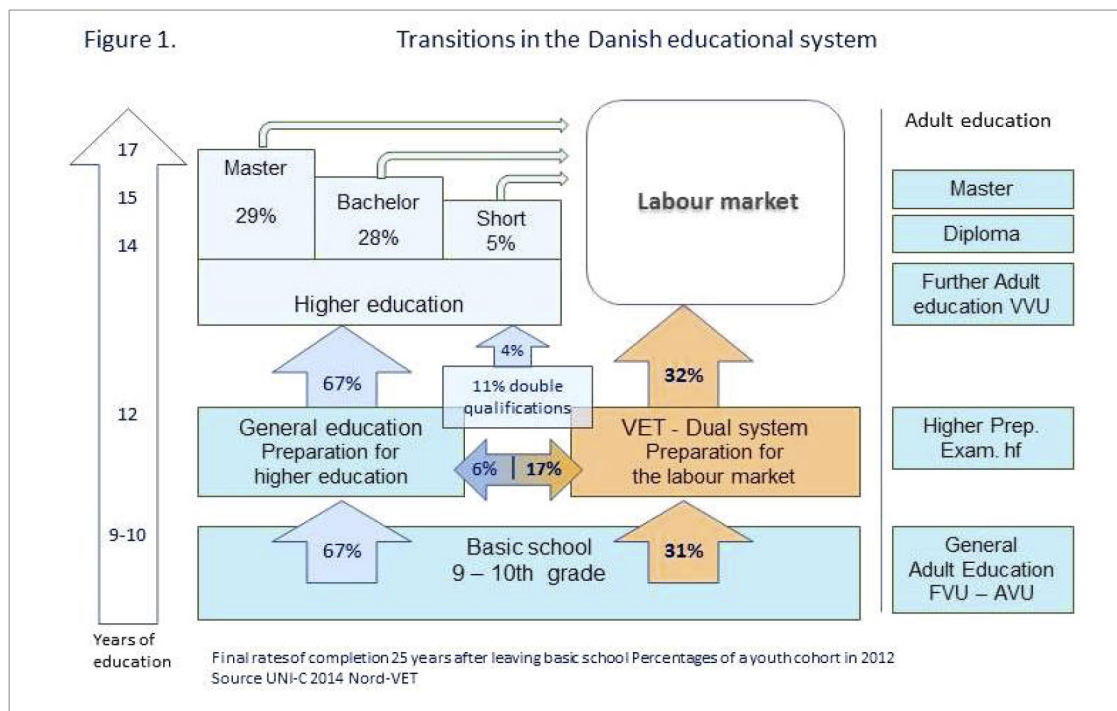 Figure 1.
Transitions in the Danish educational system
17
15
14
12
9-10
Years of
education
Master
29%
Bachelor
28%
Short
5%
Higher education
Labour market
67%
4%
11% double
qualifications
32%
General education
Preparation for
higher education
6%
17%
VET - Dual system
Preparation for
the labour market
67%
Basic school
9 – 10th grade
31%
Adult education
Master
Diploma
Further Adult
education VVU
Higher Prep.
Exam. hf
General
Adult Education
FVU – AVU
Final rates of completion 25 years after leaving basic school Percentages of a youth cohort in 2012
Source UNI-C 2014 Nord-VET